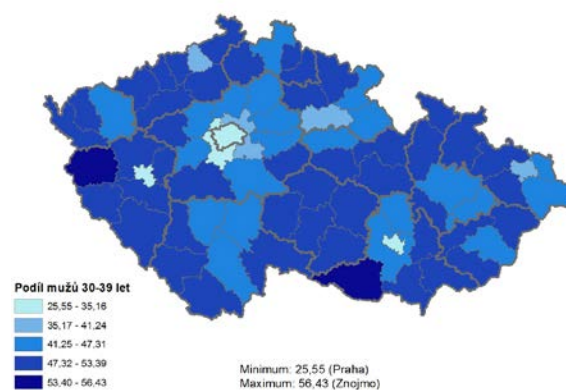 Podíl mužů 30-39 let
25,55 - 35,16
35,17 - 41,24
41,25 - 47,31
47,32 - 53,39
53,40 - 56,43
Minimum: 25,55 (Praha)
Maximum: 56,43 (Znojmo)